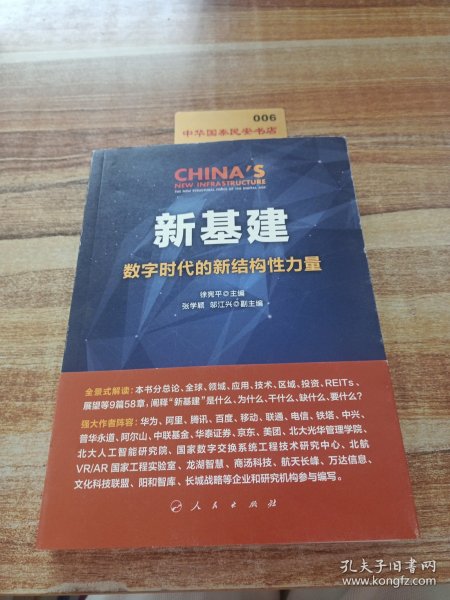 006
中华国泰民安书店
CHINA'S
NEW INFRASTRUCTURE
THE NEW STRUCTURAL FORCE OF THE DIGITAL AGE
新基建
数字时代的新结构性力量
徐宪平◎主编
张学颖 邬江兴◎副主编
全景式解读：本书分总论、全球、领域、应用、技术、区域、投资、REITs、
展望等9篇58章，阐释“新基建”是什么、为什么、干什么、缺什么、要什么？
强大作者阵容：华为、阿里、腾讯、百度、移动、联通、电信、铁塔、中兴、
普华永道、阿尔山、中联基金、华泰证券、京东、美团、北大光华管理学院、
北大人工智能研究院、国家数字交换系统工程技术研究中心、北航
VR/AR国家工程实验室、龙湖智慧、商汤科技、航天长峰、万达信息、
文化科技联盟、阳和智库、长城战略等企业和研究机构参与编写。
人民出版社
孔夫子旧书网
www.kongfz.com